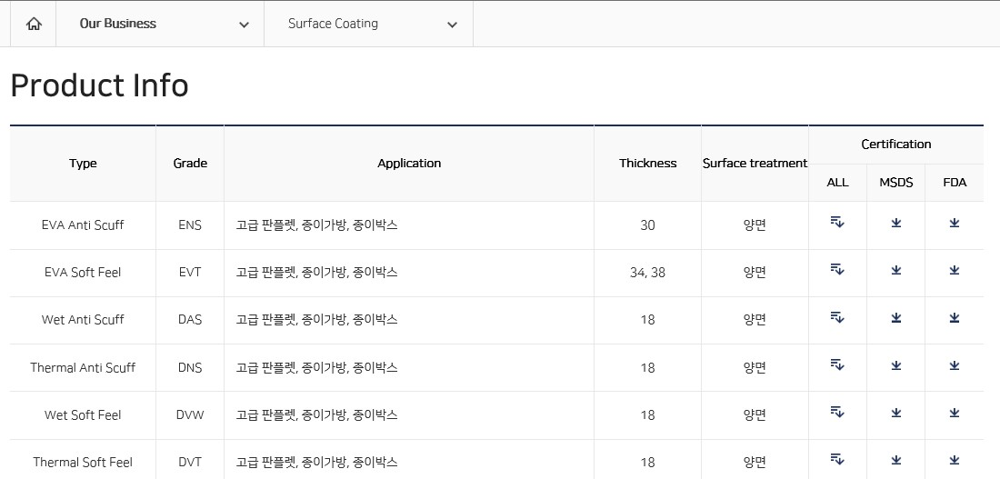 Our Business Surface Coating
Product Info
Type Grade Application Thickness Surface treatment Certification
ALL MSDS FDA
EVA Anti Scuff ENS 고급 판플렛, 종이가방, 종이박스 30 양면
EVA Soft Feel EVT 고급 판플렛, 종이가방, 종이박스 34, 38 양면
Wet Anti Scuff DAS 고급 판플렛, 종이가방, 종이박스 18 양면
Thermal Anti Scuff DNS 고급 판플렛, 종이가방, 종이박스 18 양면
Wet Soft Feel DVW 고급 판플렛, 종이가방, 종이박스 18 양면
Thermal Soft Feel DVT 고급 판플렛, 종이가방, 종이박스 18 양면